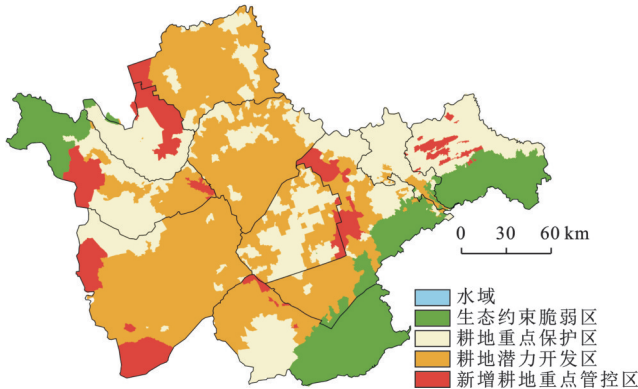 0 30 60 km
水域
生态约束脆弱区
耕地重点保护区
耕地潜力开发区
新增耕地重点管控区